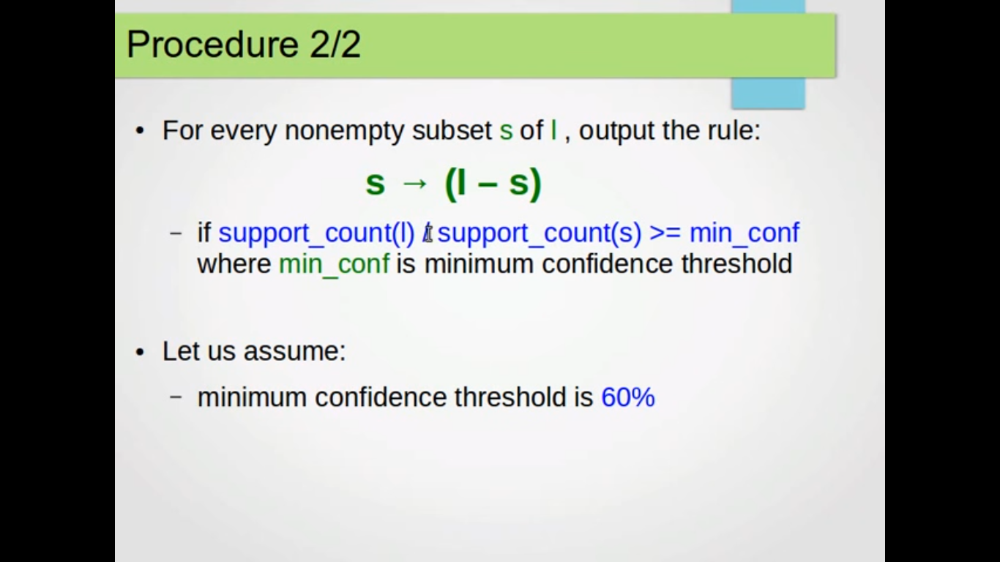 Procedure 2/2
• For every nonempty subset s of l , output the rule:
s → (l – s)
– if support_count(l) / support_count(s) >= min_conf
where min_conf is minimum confidence threshold
• Let us assume:
– minimum confidence threshold is 60%